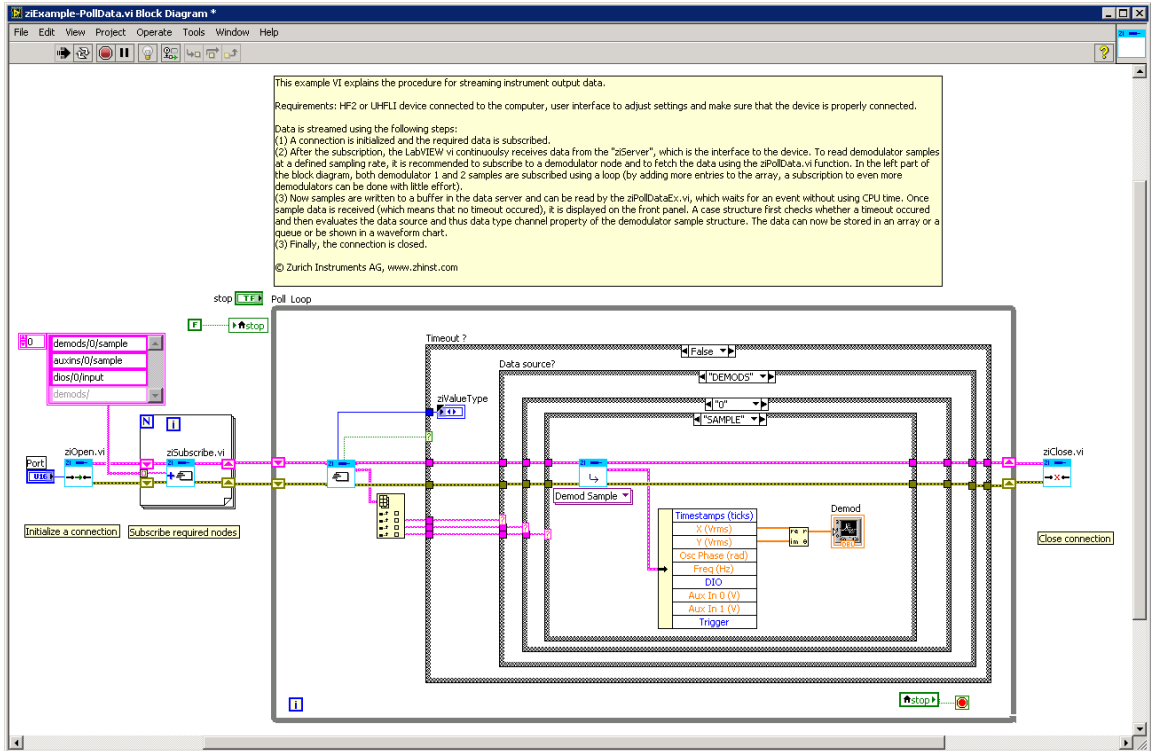 ziExample-PollData.vi Block Diagram *
File Edit View Project Operate Tools Window Help
This example VI explains the procedure for streaming instrument output data.
Requirements: HF2 or UHFLI device connected to the computer, user interface to adjust settings and make sure that the device is properly connected.
Data is streamed using the following steps:
(1) A connection is initialized and the required data is subscribed.
(2) After the subscription, the LabVIEW vi continuoulsy receives data from the "ziServer", which is the interface to the device. To read demodulator samples
at a defined sampling rate, it is recommended to subscribe to a demodulator node and to fetch the data using the ziPollData.vi function. In the left part of
the block diagram, both demodulator 1 and 2 samples are subscribed using a loop (by adding more entries to the array, a subscription to even more
demodulators can be done with little effort).
(3) Now samples are written to a buffer in the data server and can be read by the ziPollDataEx.vi, which waits for an event without using CPU time. Once
sample data is received (which means that no timeout occured), it is displayed on the front panel. A case structure first checks whether a timeout occured
and then evaluates the data source and thus data type channel property of the demodulator sample structure. The data can now be stored in an array or a
queue or be shown in a waveform chart.
(3) Finally, the connection is closed.
© Zurich Instruments AG, www.zhinst.com
stop TF Poll Loop
F stop
0 demods/0/sample
auxins/0/sample
dios/0/input
demods/
Timeout ?
False
Data source?
"DEMODS"
"0"
"SAMPLE"
ziValueType
N
i
ziOpen.vi
ziSubscribe.vi
ziClose.vi
Port
U16
Demod Sample
Initialize a connection
Subscribe required nodes
Close connection
Timestamps (ticks)
X (Vrms)
Y (Vrms)
Osc Phase (rad)
Freq (Hz)
DIO
Aux In 0 (V)
Aux In 1 (V)
Trigger
re
im
Demod
DBL
stop
i